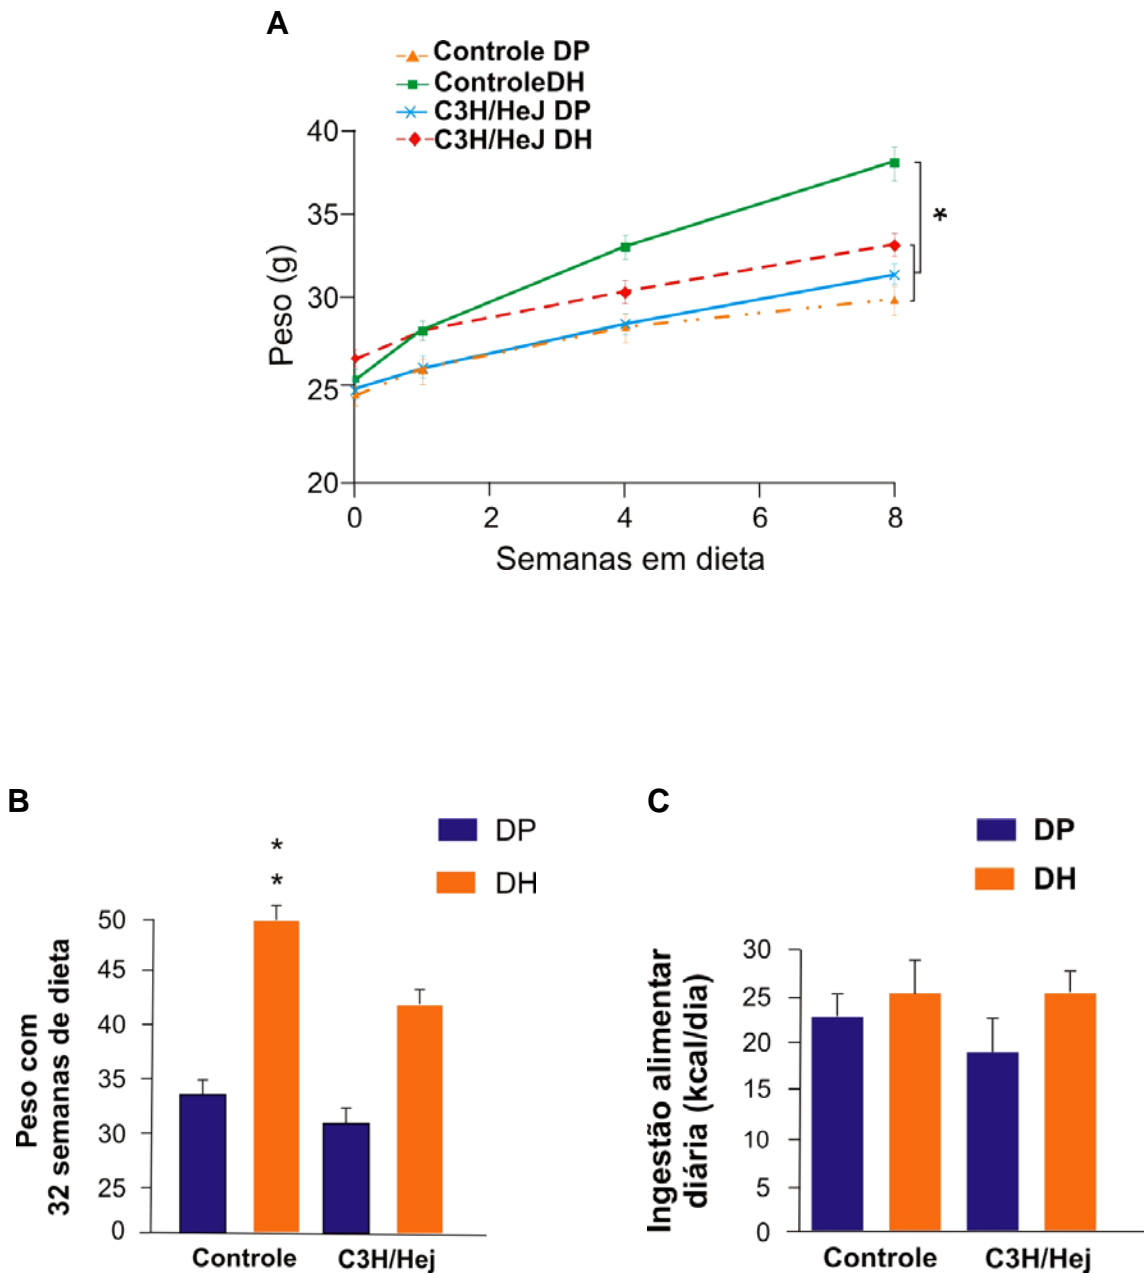 A
Controle DP
ControleDH
C3H/HeJ DP
C3H/HeJ DH
40
35
30
25
20
Peso (g)
*
0 2 4 6 8
Semanas em dieta
B
DP
DH
*
*
50
45
40
35
30
25
0
Peso com
32 semanas de dieta
Controle C3H/Hej
C
DP
DH
30
25
20
15
10
5
0
Ingestão alimentar
diária (kcal/dia)
Controle C3H/Hej